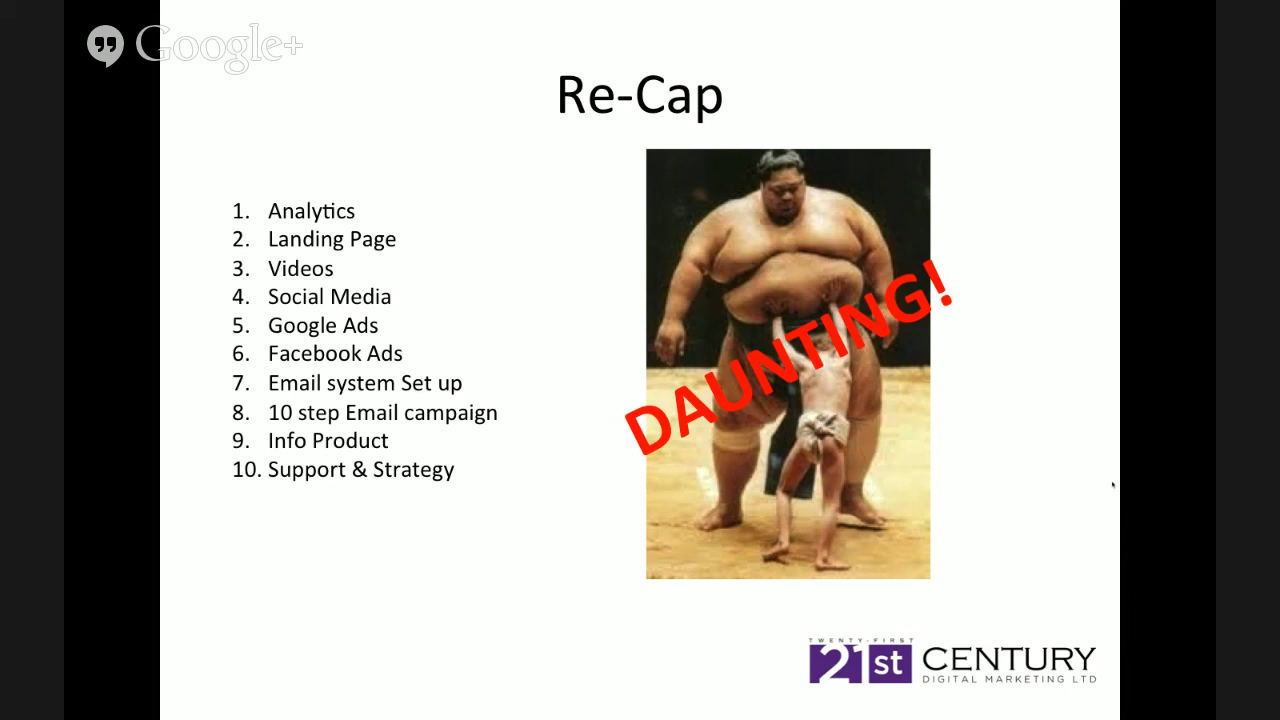 Google+
Re-Cap
1. Analytics
2. Landing Page
3. Videos
4. Social Media
5. Google Ads
6. Facebook Ads
7. Email system Set up
8. 10 step Email campaign
9. Info Product
10. Support & Strategy
DAUNTING!
TWENTY-FIRST
21st CENTURY
DIGITAL MARKETING LTD